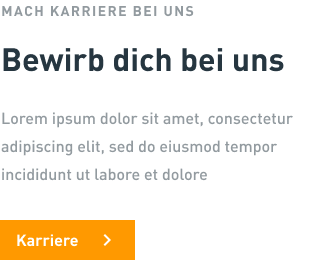 MACH KARRIERE BEI UNS
Bewirb dich bei uns
Lorem ipsum dolor sit amet, consectetur
adipiscing elit, sed do eiusmod tempor
incididunt ut labore et dolore
Karriere